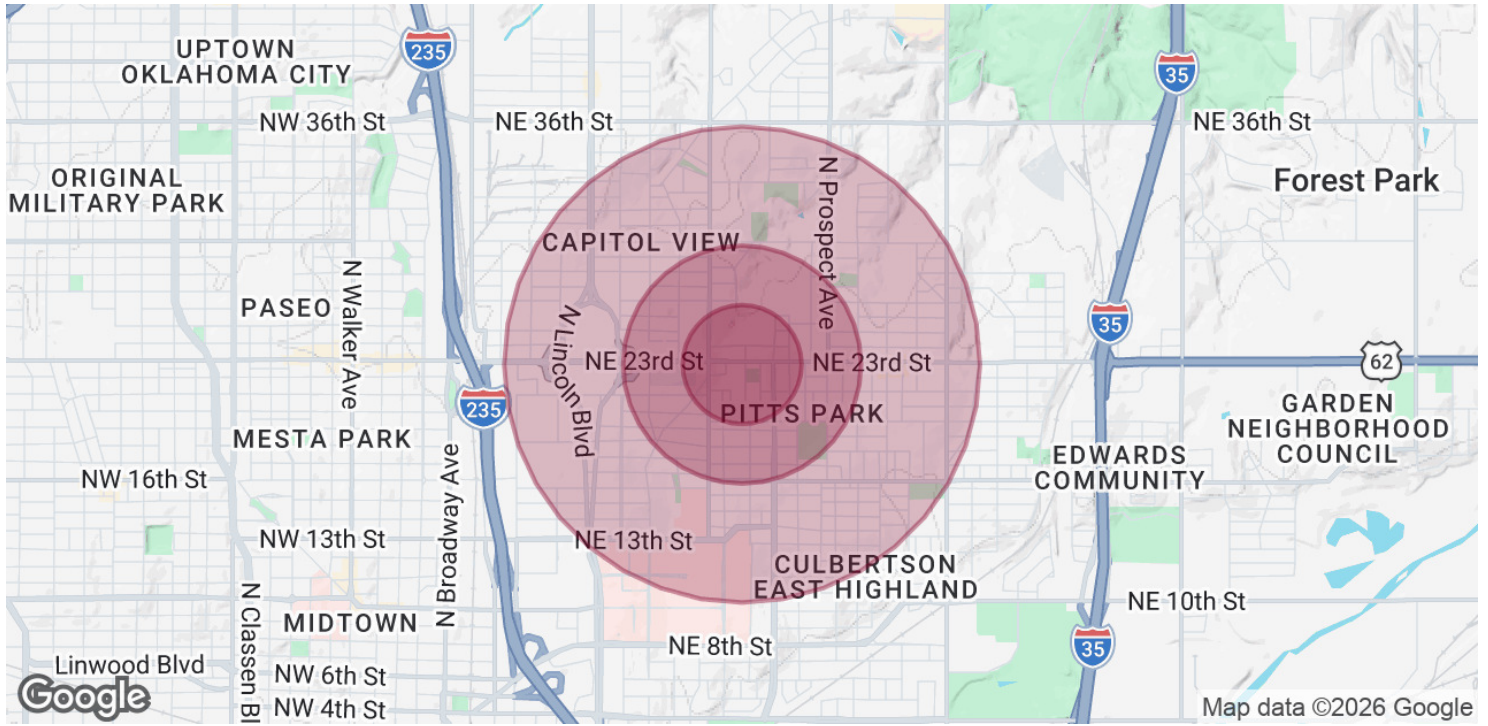 UPTOWN
OKLAHOMA CITY
235
35
NW 36th St
NE 36th St
NE 36th St
N Prospect Ave
ORIGINAL
MILITARY PARK
Forest Park
CAPITOL VIEW
N Walker Ave
PASEO
N Lincoln Blvd
35
NE 23rd St
NE 23rd St
62
235
PITTS PARK
GARDEN
NEIGHBORHOOD
COUNCIL
MESTA PARK
EDWARDS
COMMUNITY
NW 16th St
N Broadway Ave
NW 13th St
NE 13th St
CULBERTSON
EAST HIGHLAND
N Classen Bl
MIDTOWN
NE 10th St
NE 8th St
35
Linwood Blvd
NW 6th St
Google
NW 4th St
Map data ©2026 Google